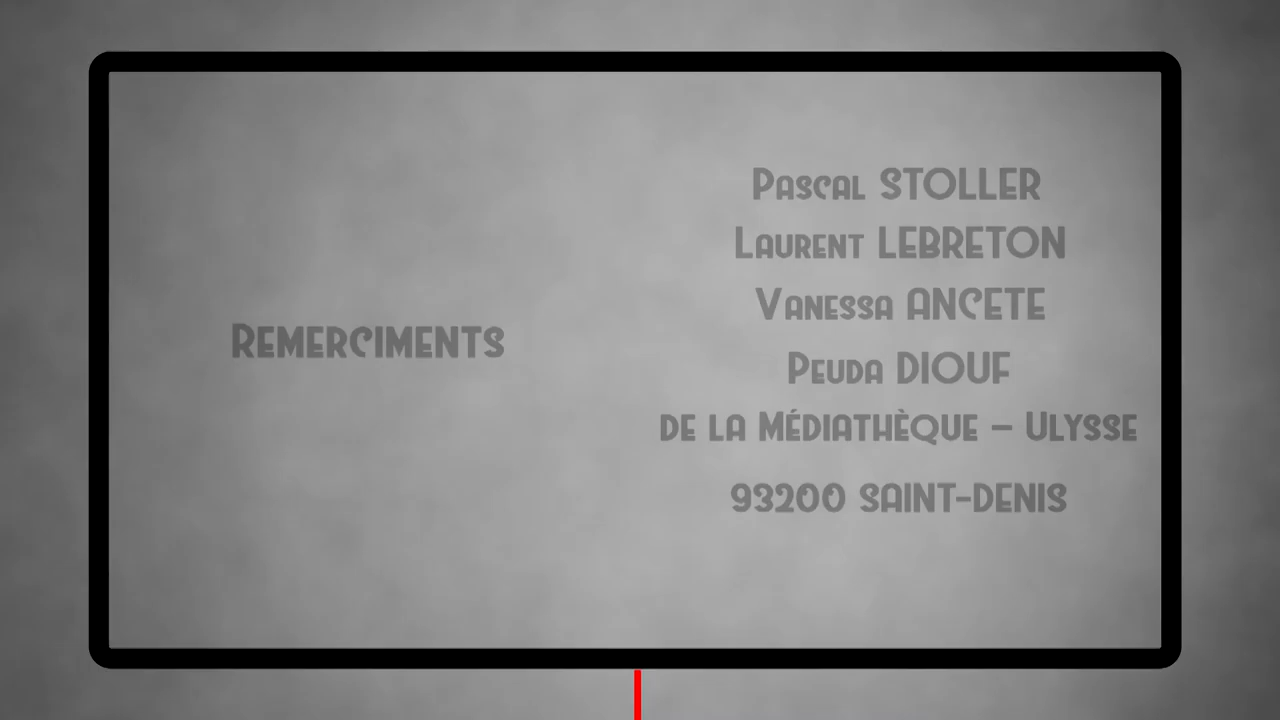 Remerciments
Pascal STOLLER
Laurent LEBRETON
Vanessa ANCETE
Peuda DIOUF
de la Médiathèque – Ulysse
93200 SAINT-DENIS